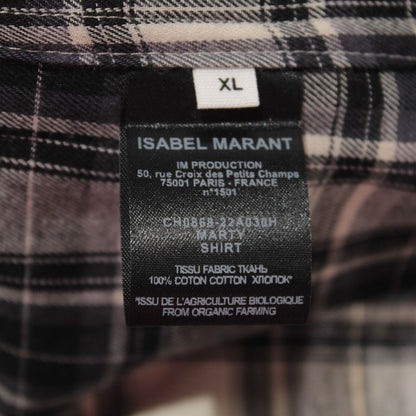 XL
ISABEL MARANT
IM PRODUCTION
50, rue Croix des Petits Champs
75001 PARIS - FRANCE
n°1501
CH0868-22A030H
MARTY
SHIRT
TISSU FABRIC ТКАНЬ
100% COTON COTTON ХЛОПОК*
*ISSU DE L'AGRICULTURE BIOLOGIQUE
FROM ORGANIC FARMING